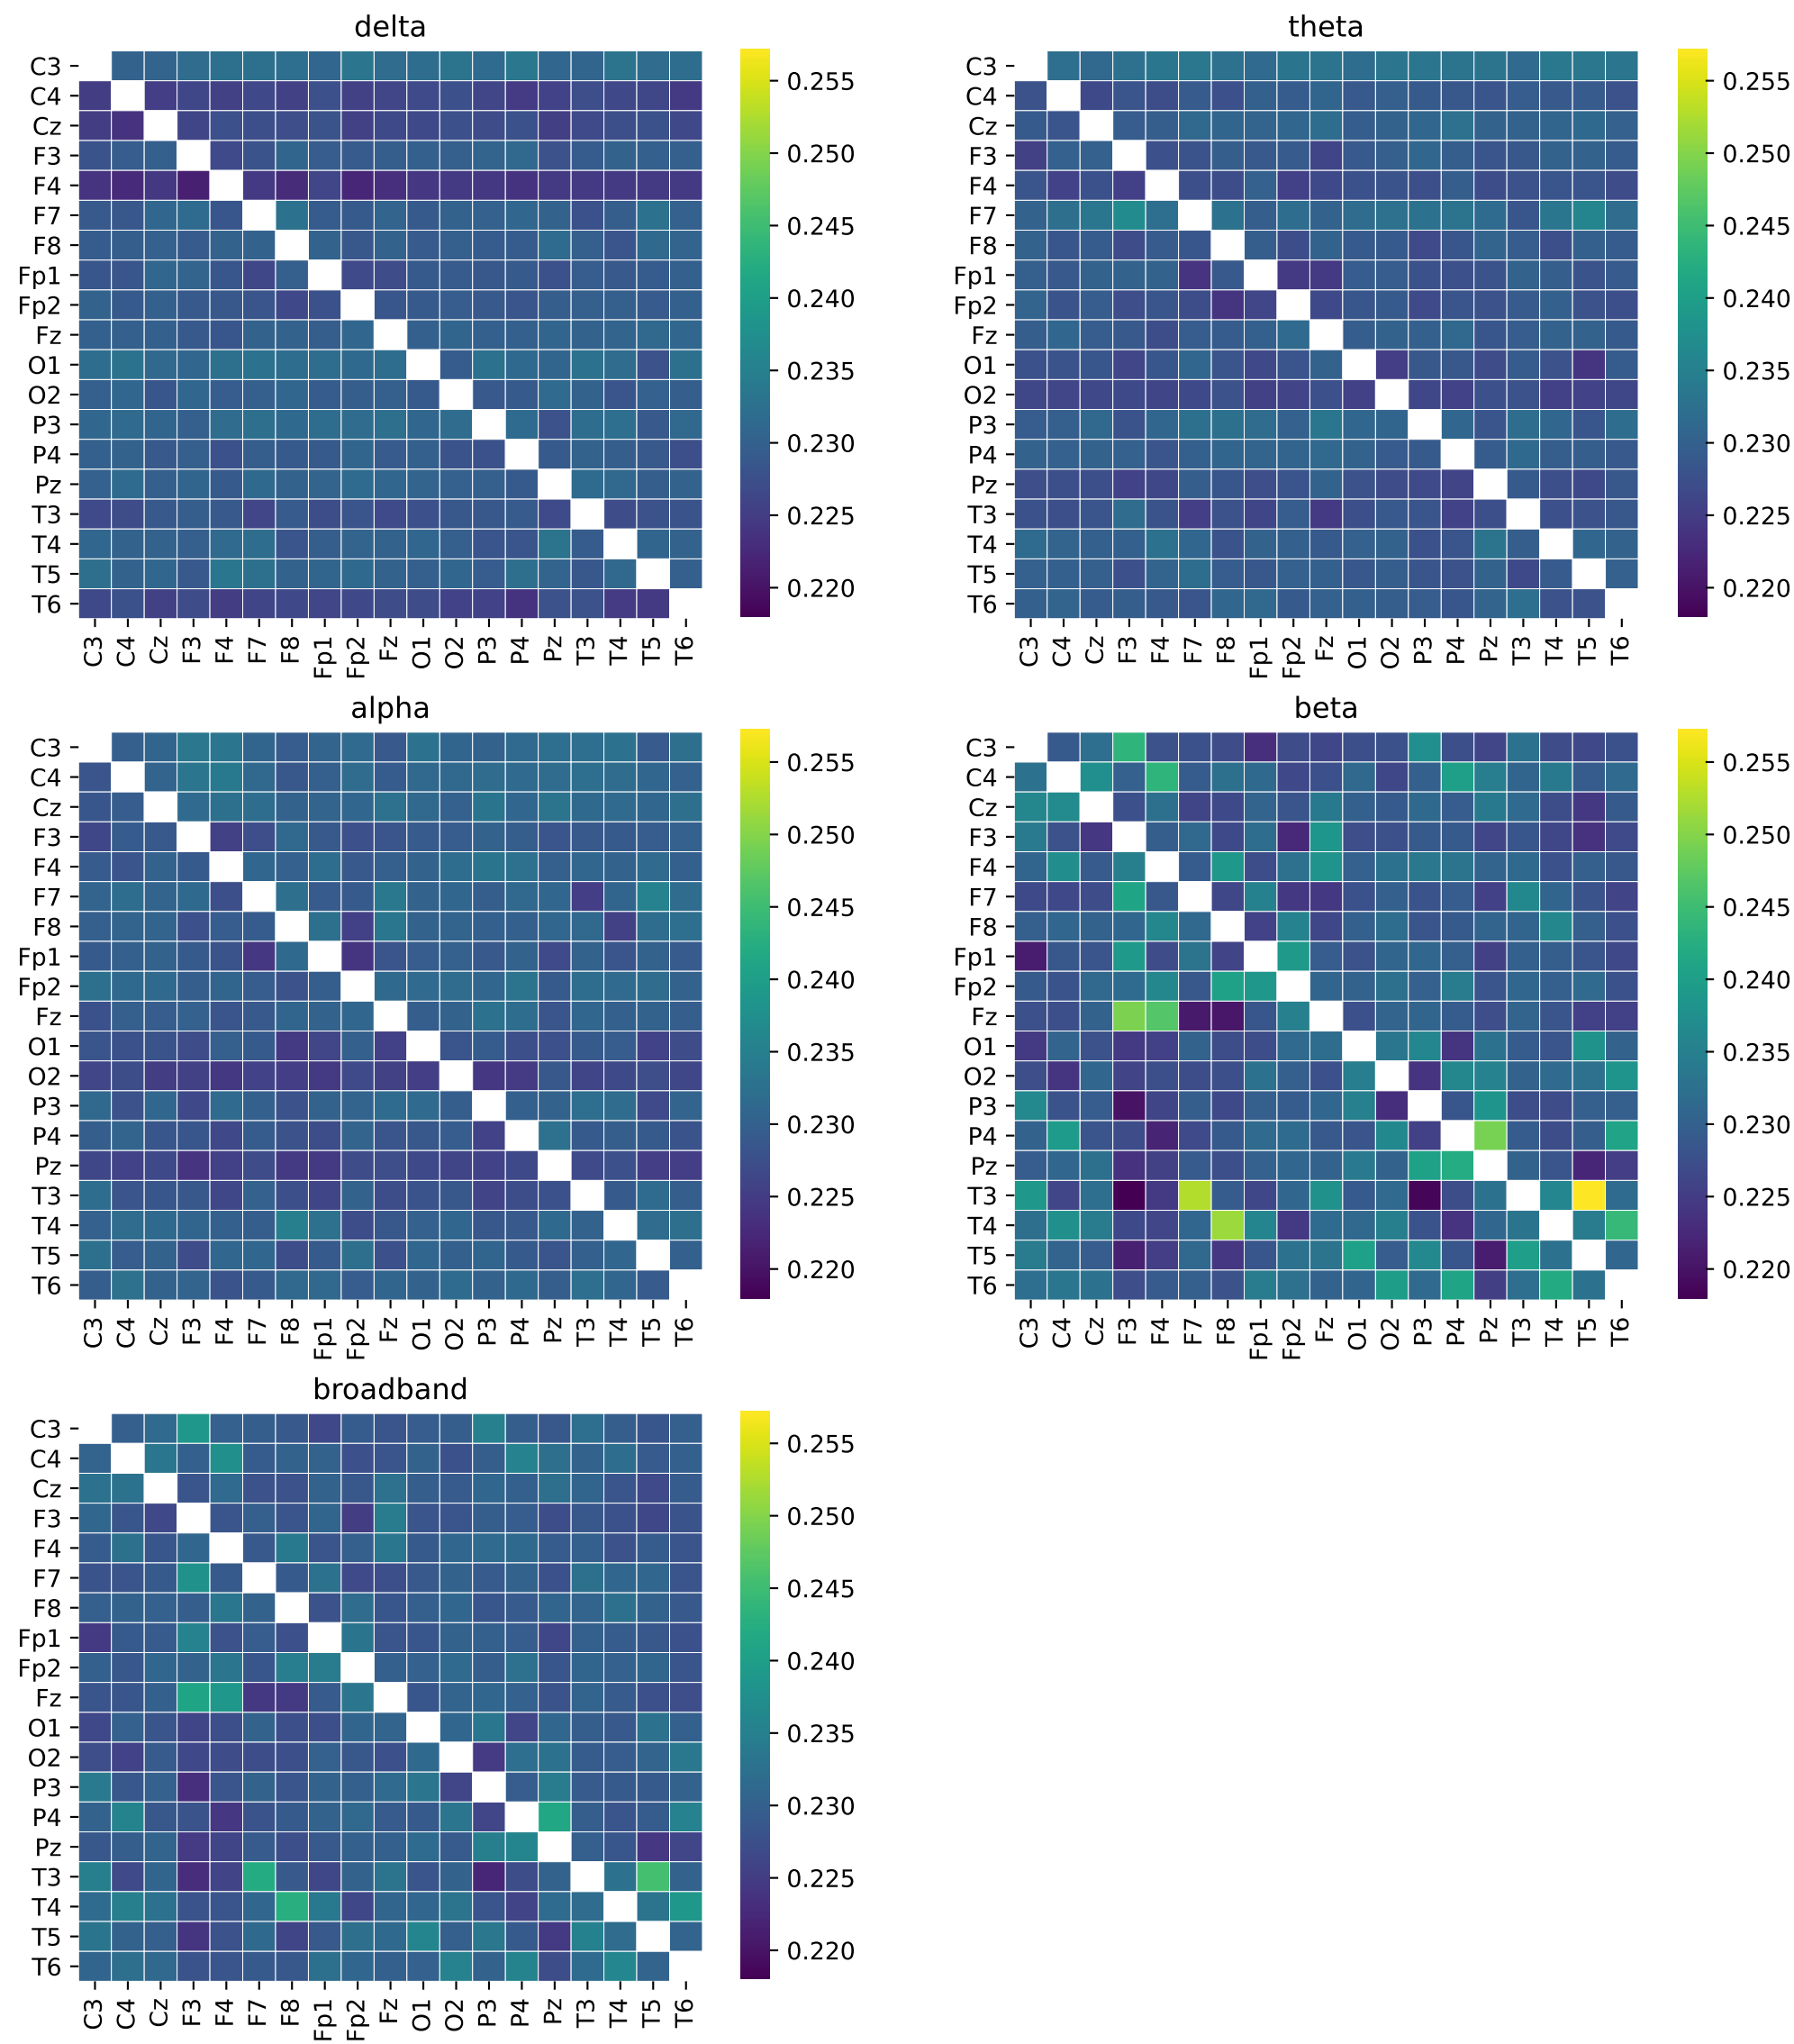 delta
C3
C4
Cz
F3
F4
F7
F8
Fp1
Fp2
Fz
O1
O2
P3
P4
Pz
T3
T4
T5
T6
C3 C4 Cz F3 F4 F7 F8 Fp1 Fp2 Fz O1 O2 P3 P4 Pz T3 T4 T5 T6
0.255
0.250
0.245
0.240
0.235
0.230
0.225
0.220
theta
C3
C4
Cz
F3
F4
F7
F8
Fp1
Fp2
Fz
O1
O2
P3
P4
Pz
T3
T4
T5
T6
C3 C4 Cz F3 F4 F7 F8 Fp1 Fp2 Fz O1 O2 P3 P4 Pz T3 T4 T5 T6
0.255
0.250
0.245
0.240
0.235
0.230
0.225
0.220
alpha
C3
C4
Cz
F3
F4
F7
F8
Fp1
Fp2
Fz
O1
O2
P3
P4
Pz
T3
T4
T5
T6
C3 C4 Cz F3 F4 F7 F8 Fp1 Fp2 Fz O1 O2 P3 P4 Pz T3 T4 T5 T6
0.255
0.250
0.245
0.240
0.235
0.230
0.225
0.220
beta
C3
C4
Cz
F3
F4
F7
F8
Fp1
Fp2
Fz
O1
O2
P3
P4
Pz
T3
T4
T5
T6
C3 C4 Cz F3 F4 F7 F8 Fp1 Fp2 Fz O1 O2 P3 P4 Pz T3 T4 T5 T6
0.255
0.250
0.245
0.240
0.235
0.230
0.225
0.220
broadband
C3
C4
Cz
F3
F4
F7
F8
Fp1
Fp2
Fz
O1
O2
P3
P4
Pz
T3
T4
T5
T6
C3 C4 Cz F3 F4 F7 F8 Fp1 Fp2 Fz O1 O2 P3 P4 Pz T3 T4 T5 T6
0.255
0.250
0.245
0.240
0.235
0.230
0.225
0.220